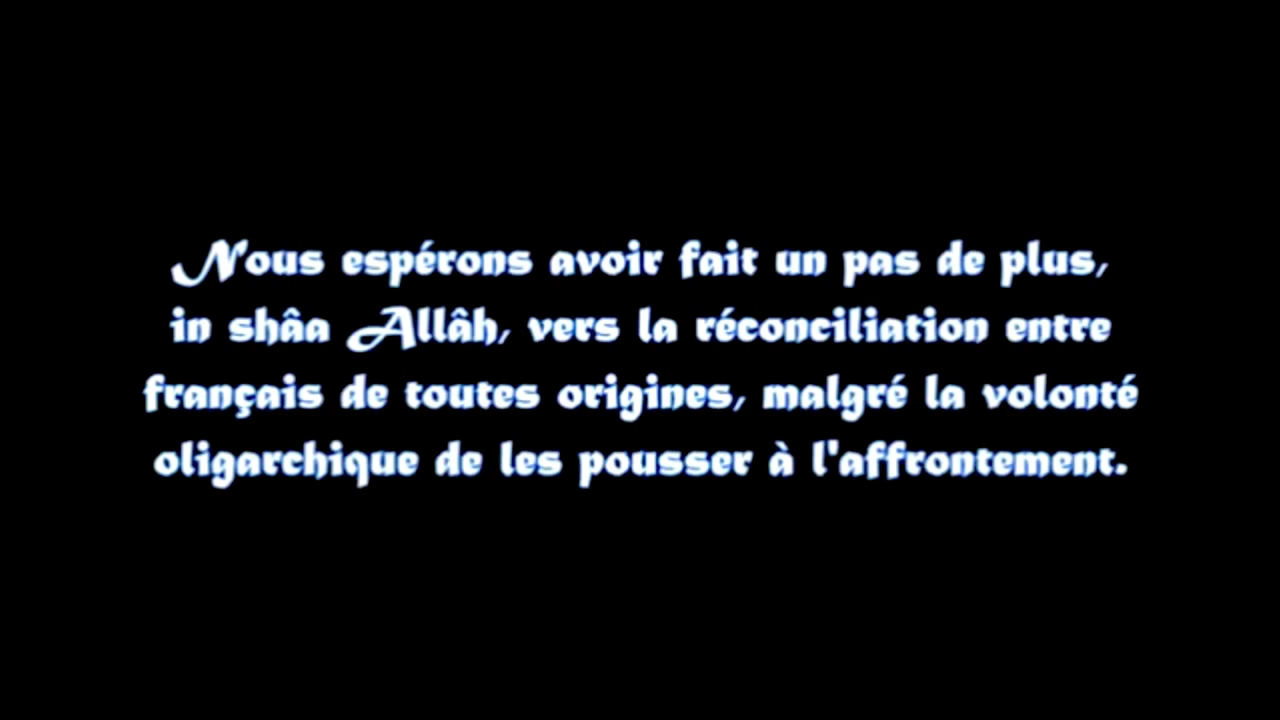 Nous espérons avoir fait un pas de plus,
in shâa Allâh, vers la réconciliation entre
français de toutes origines, malgré la volonté
oligarchique de les pousser à l'affrontement.